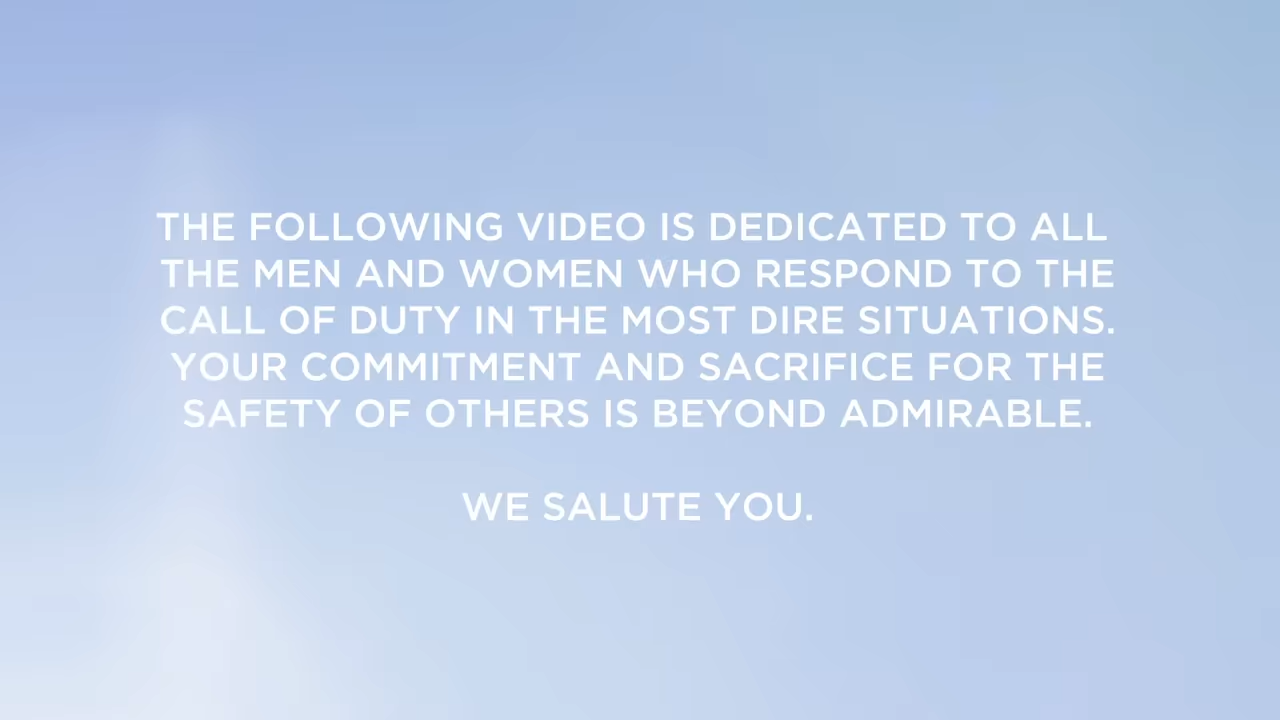 THE FOLLOWING VIDEO IS DEDICATED TO ALL
THE MEN AND WOMEN WHO RESPOND TO THE
CALL OF DUTY IN THE MOST DIRE SITUATIONS.
YOUR COMMITMENT AND SACRIFICE FOR THE
SAFETY OF OTHERS IS BEYOND ADMIRABLE.
WE SALUTE YOU.